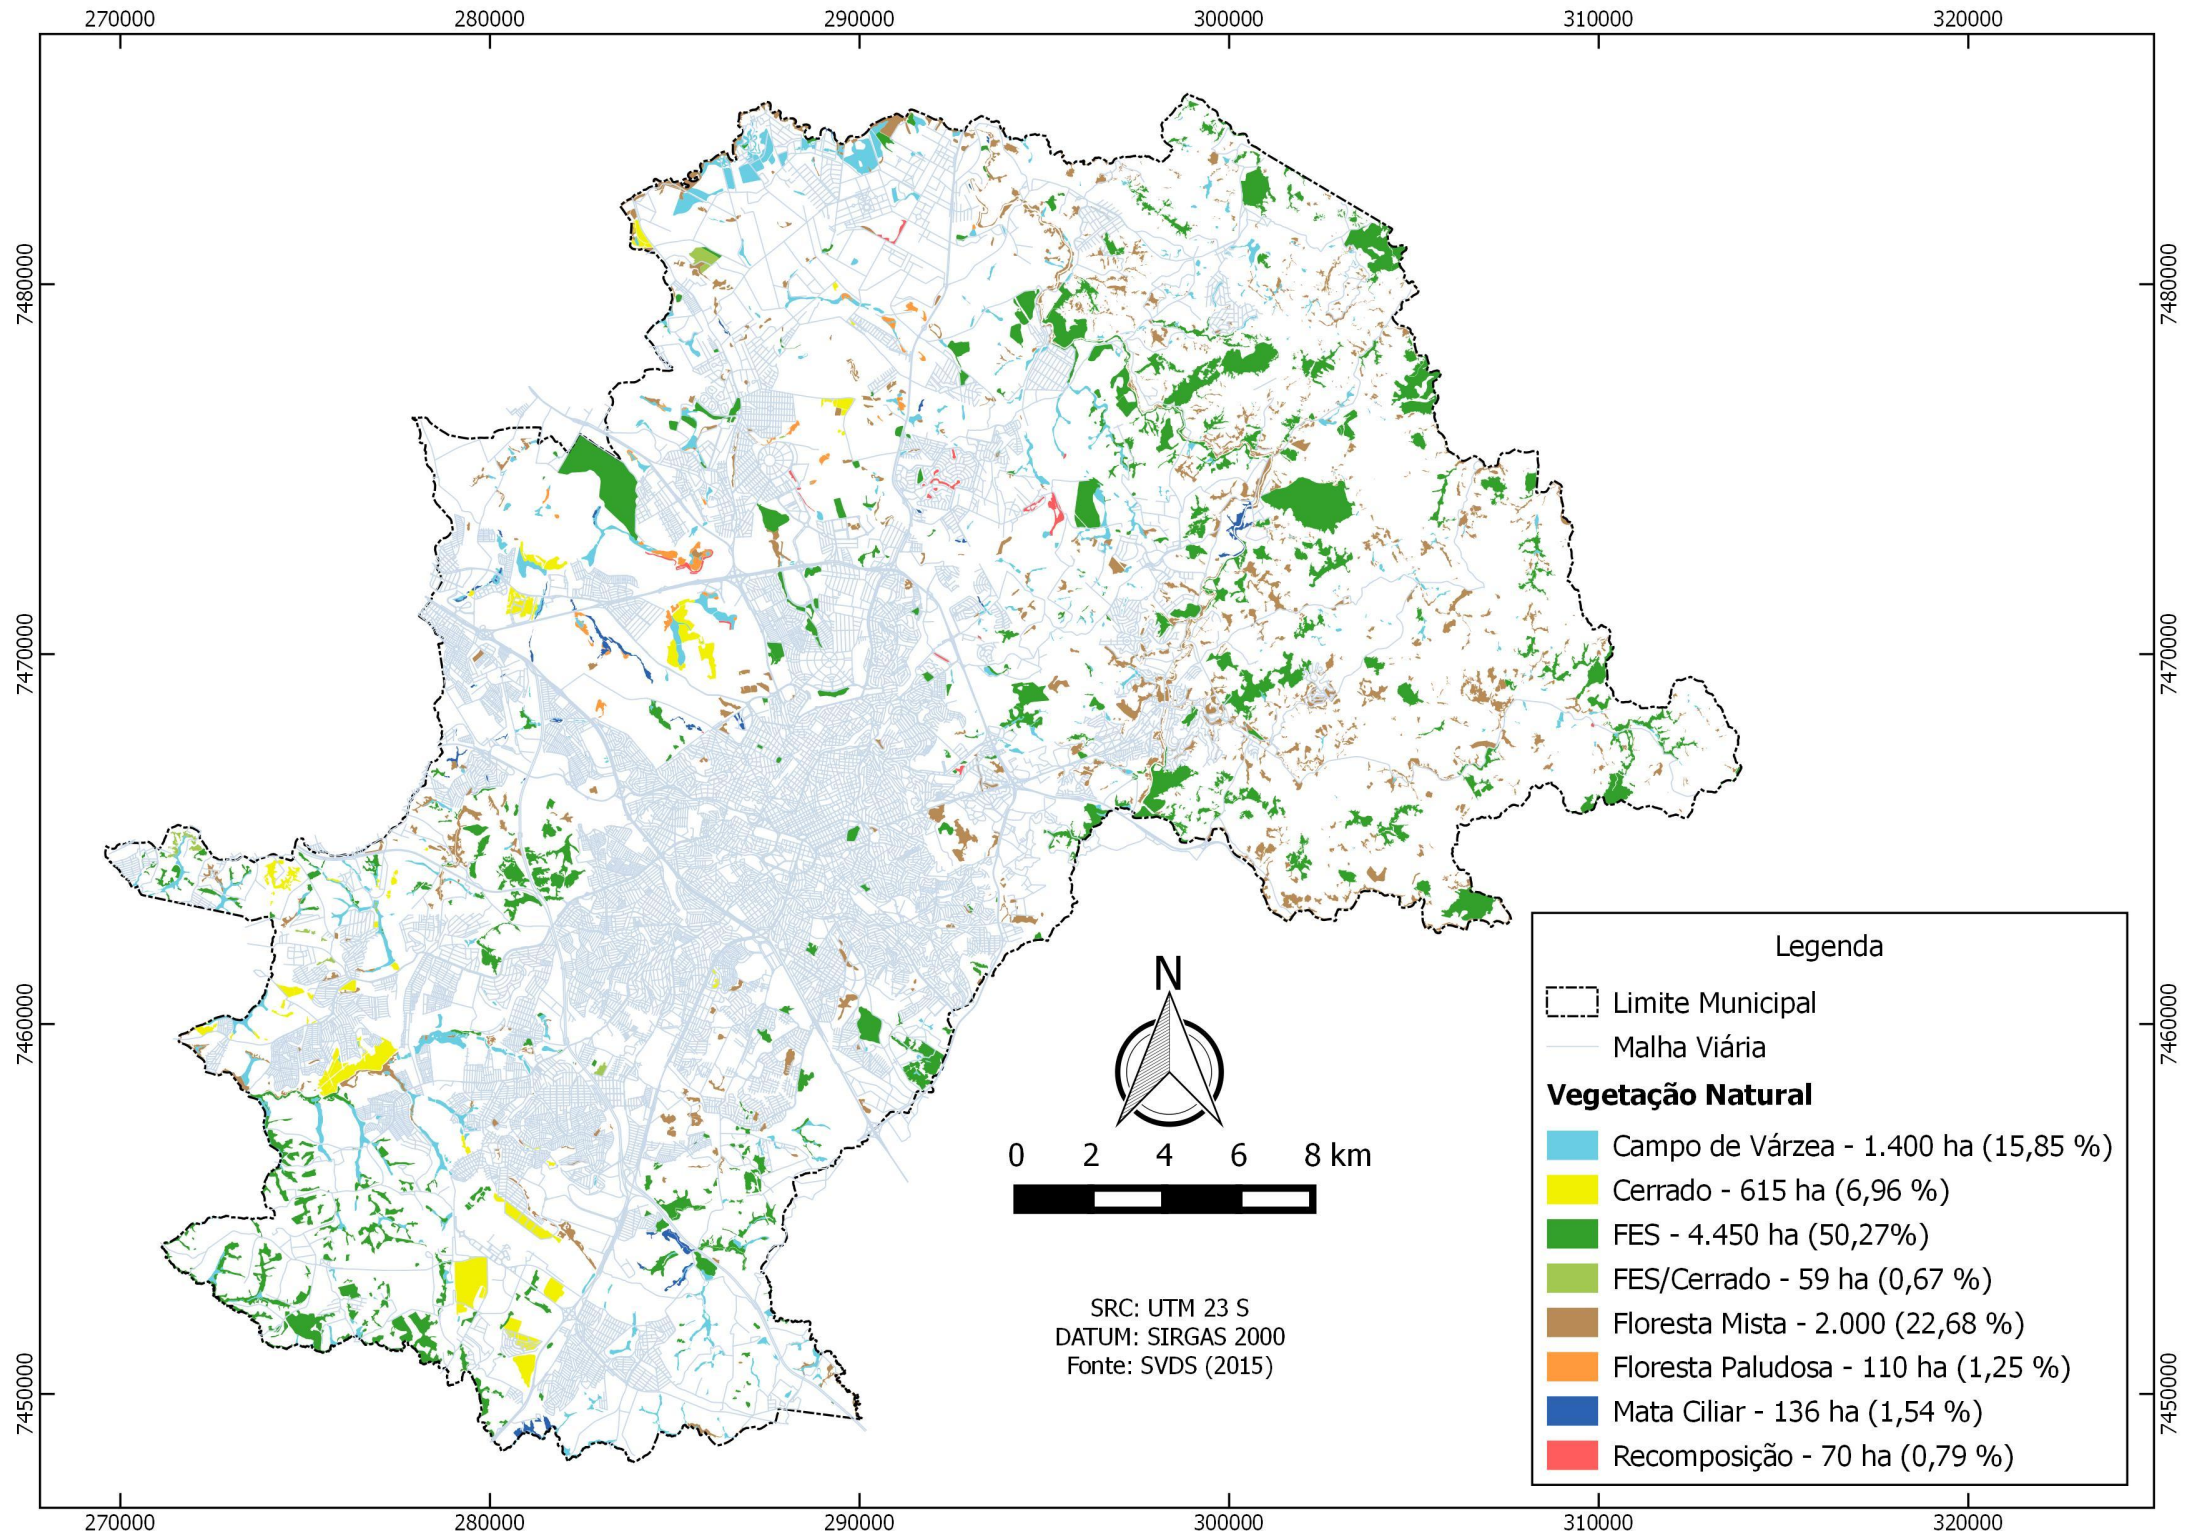 270000 280000 290000 300000 310000 320000
7480000 7480000
7470000 7470000
7460000 7460000
7450000 7450000
N
0 2 4 6 8 km
SRC: UTM 23 S
DATUM: SIRGAS 2000
Fonte: SVDS (2015)
Legenda
Limite Municipal
Malha Viária
Vegetação Natural
Campo de Várzea - 1.400 ha (15,85 %)
Cerrado - 615 ha (6,96 %)
FES - 4.450 ha (50,27%)
FES/Cerrado - 59 ha (0,67 %)
Floresta Mista - 2.000 (22,68 %)
Floresta Paludosa - 110 ha (1,25 %)
Mata Ciliar - 136 ha (1,54 %)
Recomposição - 70 ha (0,79 %)
270000 280000 290000 300000 310000 320000